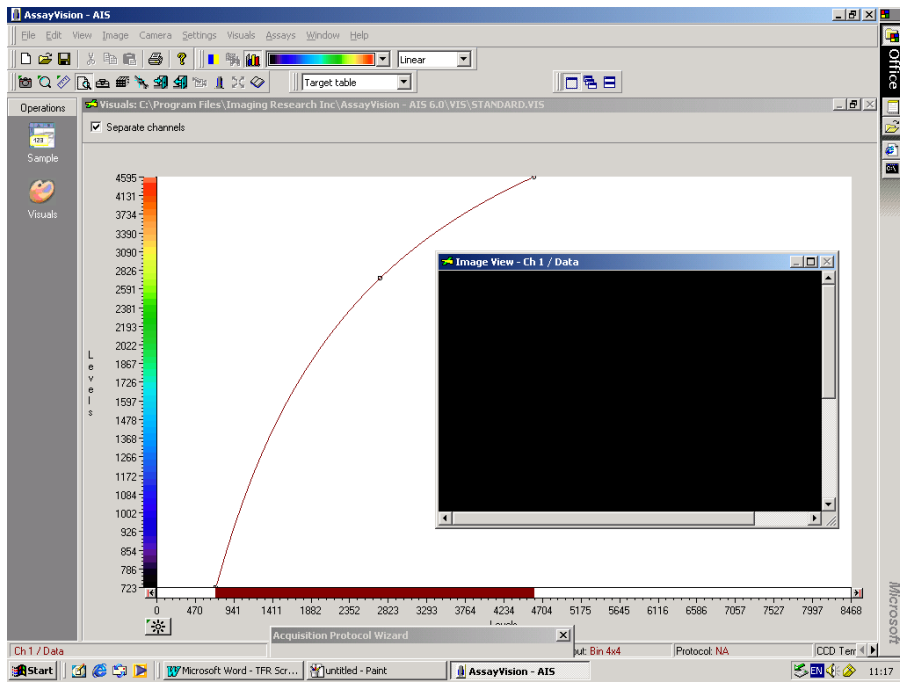 AssayVision - AIS
File Edit View Image Camera Settings Visuals Assays Window Help
Linear
Target table
Office
Operations
Visuals: C:\Program Files\Imaging Research Inc\AssayVision - AIS 6.0\VIS\STANDARD.VIS
Separate channels
123
Sample
Visuals
4595
4131
3734
3390
3090
2826
2591
2381
2193
2022
1867
1726
1597
1478
1368
1266
1172
1084
1002
926
854
786
723
Levels
Image View - Ch 1 / Data
0 470 941 1411 1882 2352 2823 3293 3764 4234 4704 5175 5645 6116 6586 7057 7527 7997 8468
Levels
Microsoft
Acquisition Protocol Wizard
Ch 1 / Data
Bin 4x4
Protocol: NA
CCD Terr
Start
Microsoft Word - TFR Scr...
untitled - Paint
AssayVision - AIS
EN
11:17